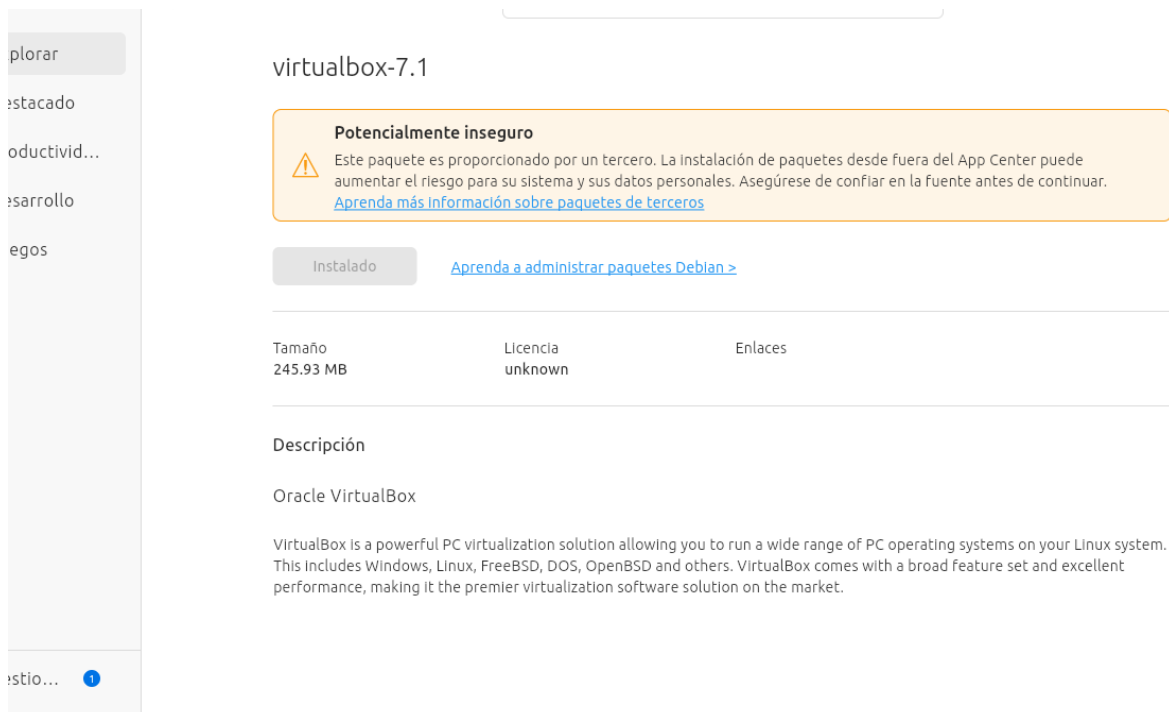 plorar
estacado
oductivid...
esarrollo
egos
estio...
1
virtualbox-7.1
Potencialmente inseguro
Este paquete es proporcionado por un tercero. La instalación de paquetes desde fuera del App Center puede
aumentar el riesgo para su sistema y sus datos personales. Asegúrese de confiar en la fuente antes de continuar.
Aprenda más información sobre paquetes de terceros
Instalado
Aprenda a administrar paquetes Debian >
Tamaño
245.93 MB
Licencia
unknown
Enlaces
Descripción
Oracle VirtualBox
VirtualBox is a powerful PC virtualization solution allowing you to run a wide range of PC operating systems on your Linux system.
This includes Windows, Linux, FreeBSD, DOS, OpenBSD and others. VirtualBox comes with a broad feature set and excellent
performance, making it the premier virtualization software solution on the market.